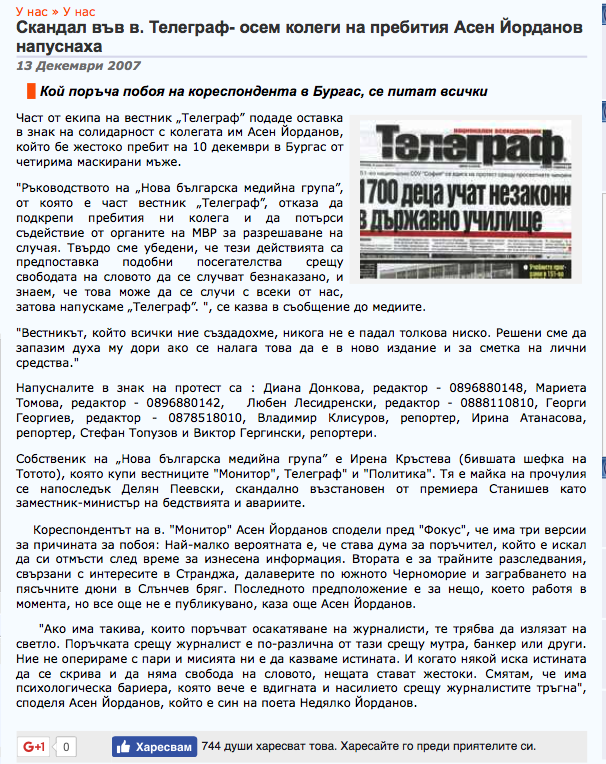 У нас » У нас
Скандал във в. Телеграф- осем колеги на пребития Асен Йорданов
напуснаха
13 Декември 2007
Кой поръча побоя на кореспондента в Бургас, се питат всички
Част от екипа на вестник „Телеграф” подаде оставка
в знак на солидарност с колегата им Асен Йорданов,
който бе жестоко пребит на 10 декември в Бургас от
четирима маскирани мъже.
"Ръководството на „Нова българска медийна група”,
от която е част вестник „Телеграф”, отказа да
подкрепи пребития ни колега и да потърси
съдействие от органите на МВР за разрешаване на
случая. Твърдо сме убедени, че тези действията са
предпоставка подобни посегателства срещу
свободата на словото да се случват безнаказано, и
знаем, че това може да се случи с всеки от нас,
затова напускаме „Телеграф”. ", се казва в съобщение до медиите.
национален всекидневник
Телеграф
1700 деца учат незаконно
в държавно училище
"Вестникът, който всички ние създадохме, никога не е падал толкова ниско. Решени сме да
запазим духа му дори ако се налага това да е в ново издание и за сметка на лични
средства."
Напусналите в знак на протест са : Диана Донкова, редактор - 0896880148, Мариета
Томова, редактор - 0896880142, Любен Лесидренски, редактор - 0888110810, Георги
Георгиев, редактор - 0878518010, Владимир Клисуров, репортер, Ирина Атанасова,
репортер, Стефан Топузов и Виктор Гергински, репортери.
Собственик на „Нова българска медийна група” е Ирена Кръстева (бившата шефка на
Тотото), която купи вестниците "Монитор", Телеграф" и "Политика". Тя е майка на прочулия
се напоследък Делян Пеевски, скандално възстановен от премиера Станишев като
заместник-министър на бедствията и авариите.
Кореспондентът на в. "Монитор" Асен Йорданов сподели пред "Фокус", че има три версии
за причината за побоя: Най-малко вероятната е, че става дума за поръчител, който е искал
да си отмъсти след време за изнесена информация. Втората е за трайните разследвания,
свързани с интересите в Странджа, далаверите по южното Черноморие и заграбването на
пясъчните дюни в Слънчев бряг. Последното предположение е за нещо, което работя в
момента, но все още не е публикувано, каза още Асен Йорданов.
"Ако има такива, които поръчват осакатяване на журналисти, те трябва да излязат на
светло. Поръчката срещу журналист е по-различна от тази срещу мутра, банкер или други.
Ние не оперираме с пари и мисията ни е да казваме истината. И когато някой иска истината
да се скрива и да няма свобода на словото, нещата стават жестоки. Смятам, че има
психологическа бариера, която вече е вдигната и насилието срещу журналистите тръгна",
споделя Асен Йорданов, който е син на поета Недялко Йорданов.
G+1 0 Харесвам 744 души харесват това. Харесайте го преди приятелите си.